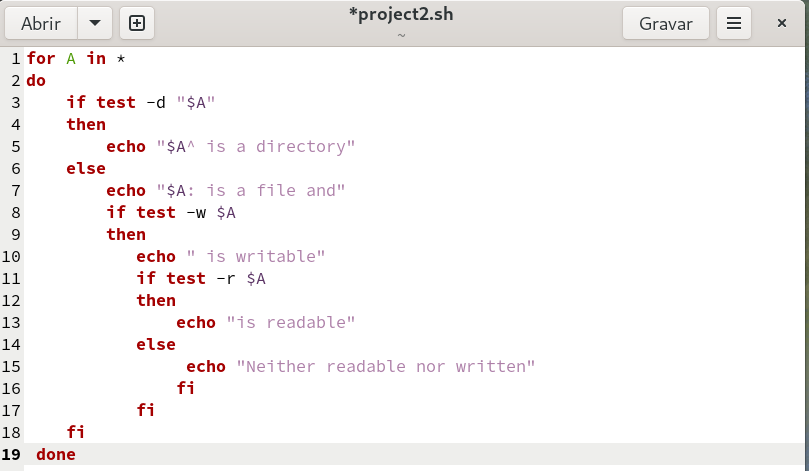 Abrir
*project2.sh
~
Gravar
1 for A in *
2 do
3     if test -d "$A"
4     then
5         echo "$A^ is a directory"
6     else
7         echo "$A: is a file and"
8         if test -w $A
9         then
10            echo " is writable"
11            if test -r $A
12            then
13                echo "is readable"
14            else
15                 echo "Neither readable nor written"
16                fi
17            fi
18     fi
19  done